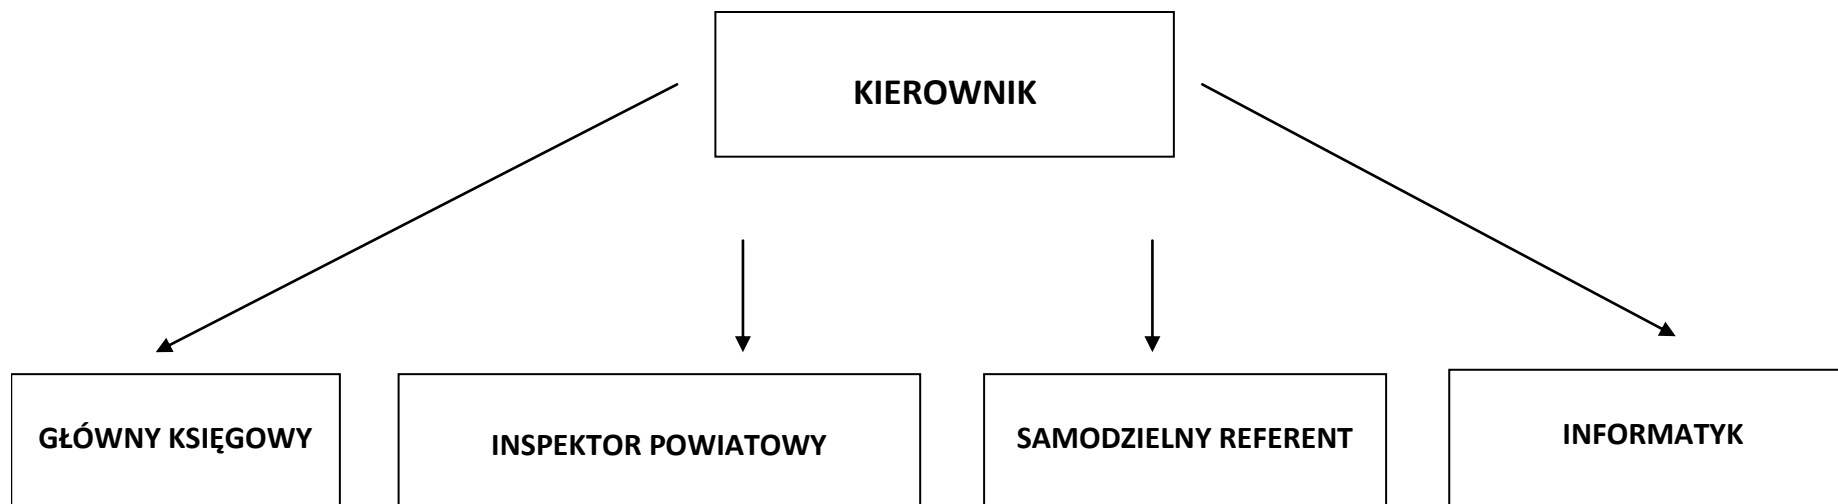 KIEROWNIK
GŁÓWNY KSIĘGOWY
INSPEKTOR POWIATOWY
SAMODZIELNY REFERENT
INFORMATYK